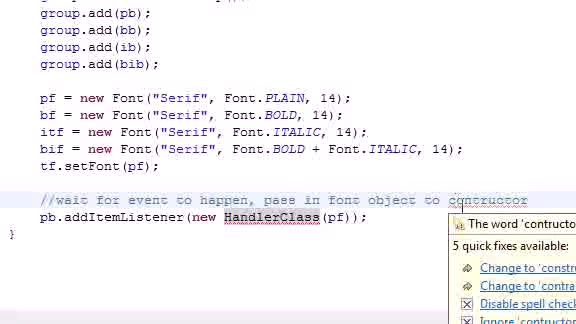 group.add(pb);
group.add(bb);
group.add(ib);
group.add(bib);
pf = new Font("Serif", Font.PLAIN, 14);
bf = new Font("Serif", Font.BOLD, 14);
itf = new Font("Serif", Font.ITALIC, 14);
bif = new Font("Serif", Font.BOLD + Font.ITALIC, 14);
tf.setFont(pf);
//wait for event to happen, pass in font object to contructor
pb.addItemListener(new HandlerClass(pf));
}
The word 'contructo
5 quick fixes available:
Change to 'constr
Change to 'contra
Disable spell check
Ignore 'contructor